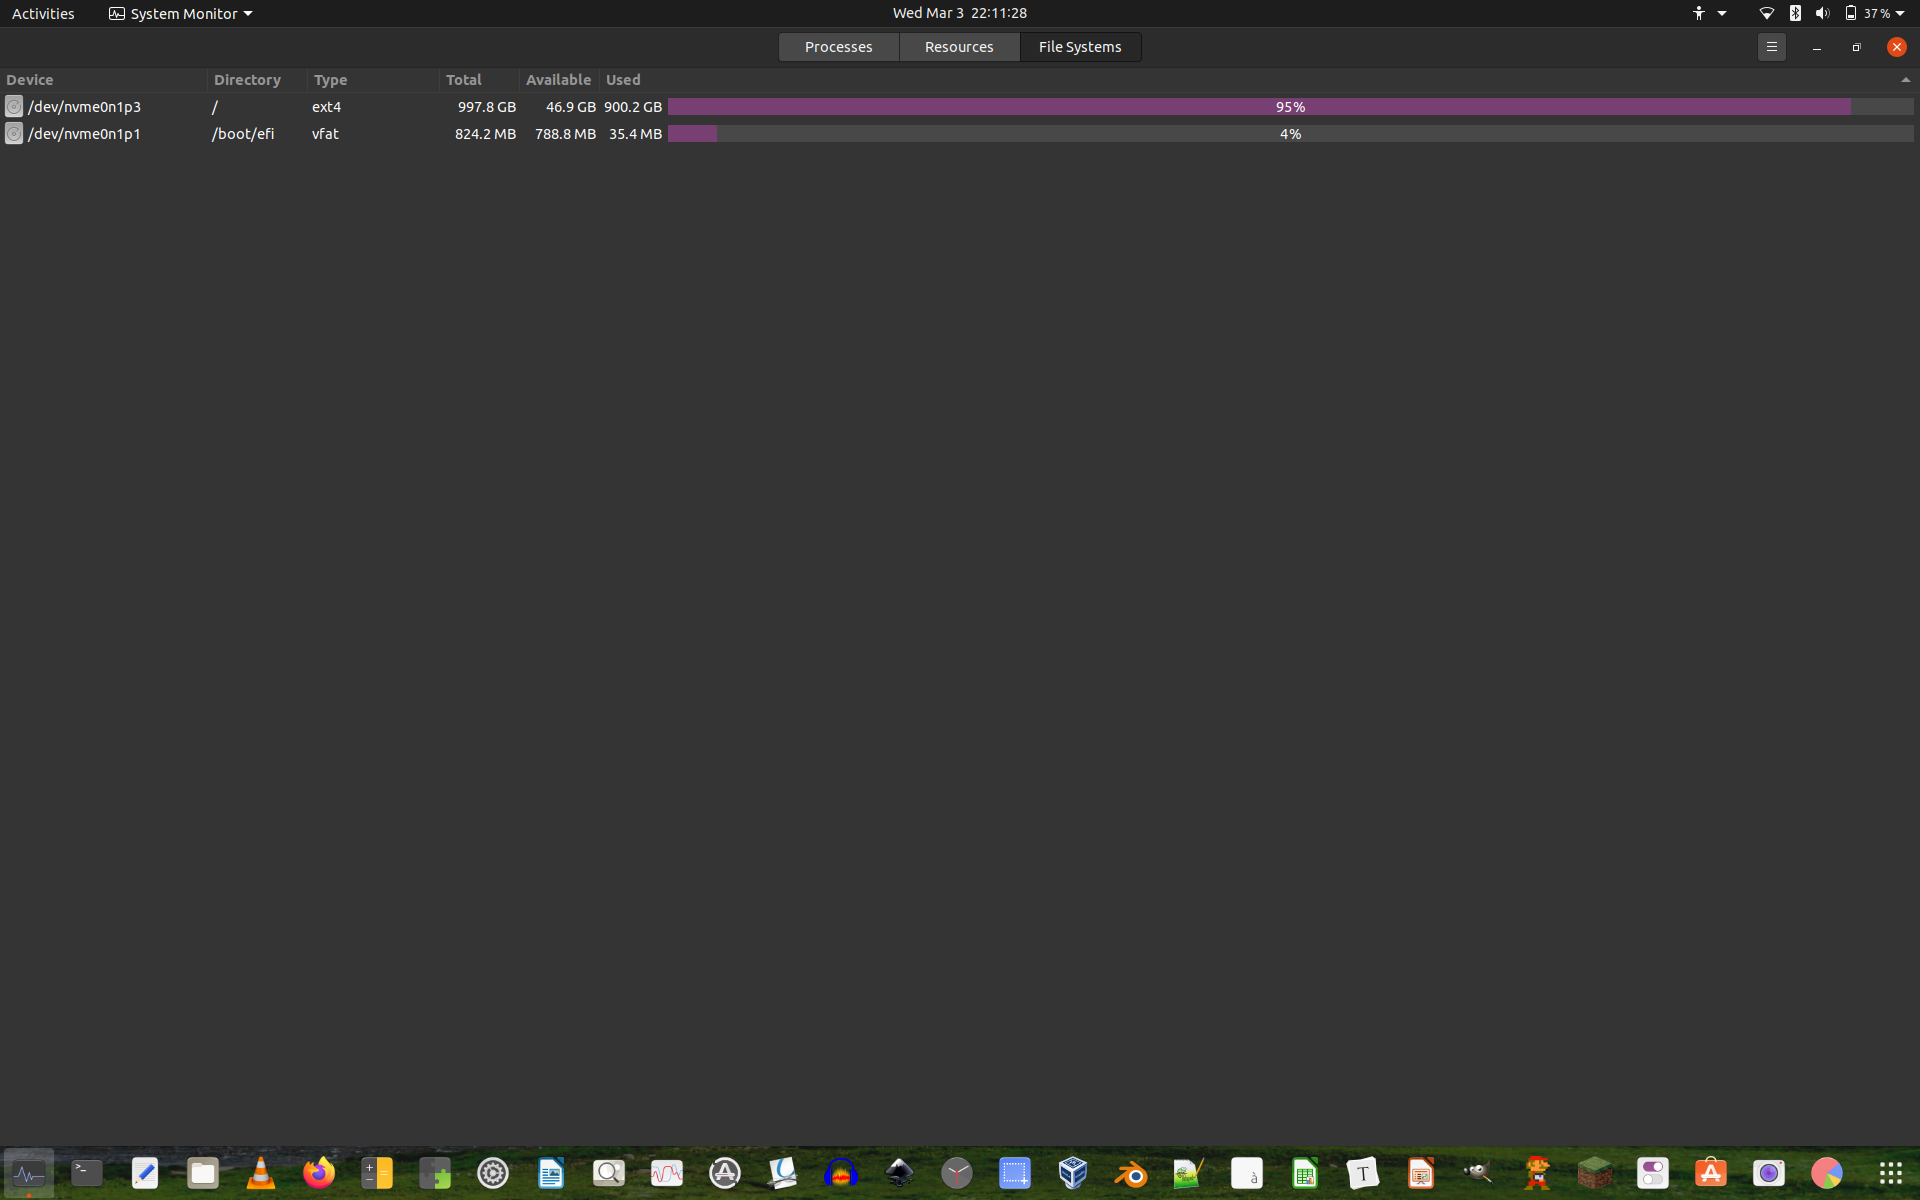 Activities System Monitor Wed Mar 3 22:11:28 37 %
Processes Resources File Systems
Device Directory Type Total Available Used
/dev/nvme0n1p3 / ext4 997.8 GB 46.9 GB 900.2 GB 95%
/dev/nvme0n1p1 /boot/efi vfat 824.2 MB 788.8 MB 35.4 MB 4%